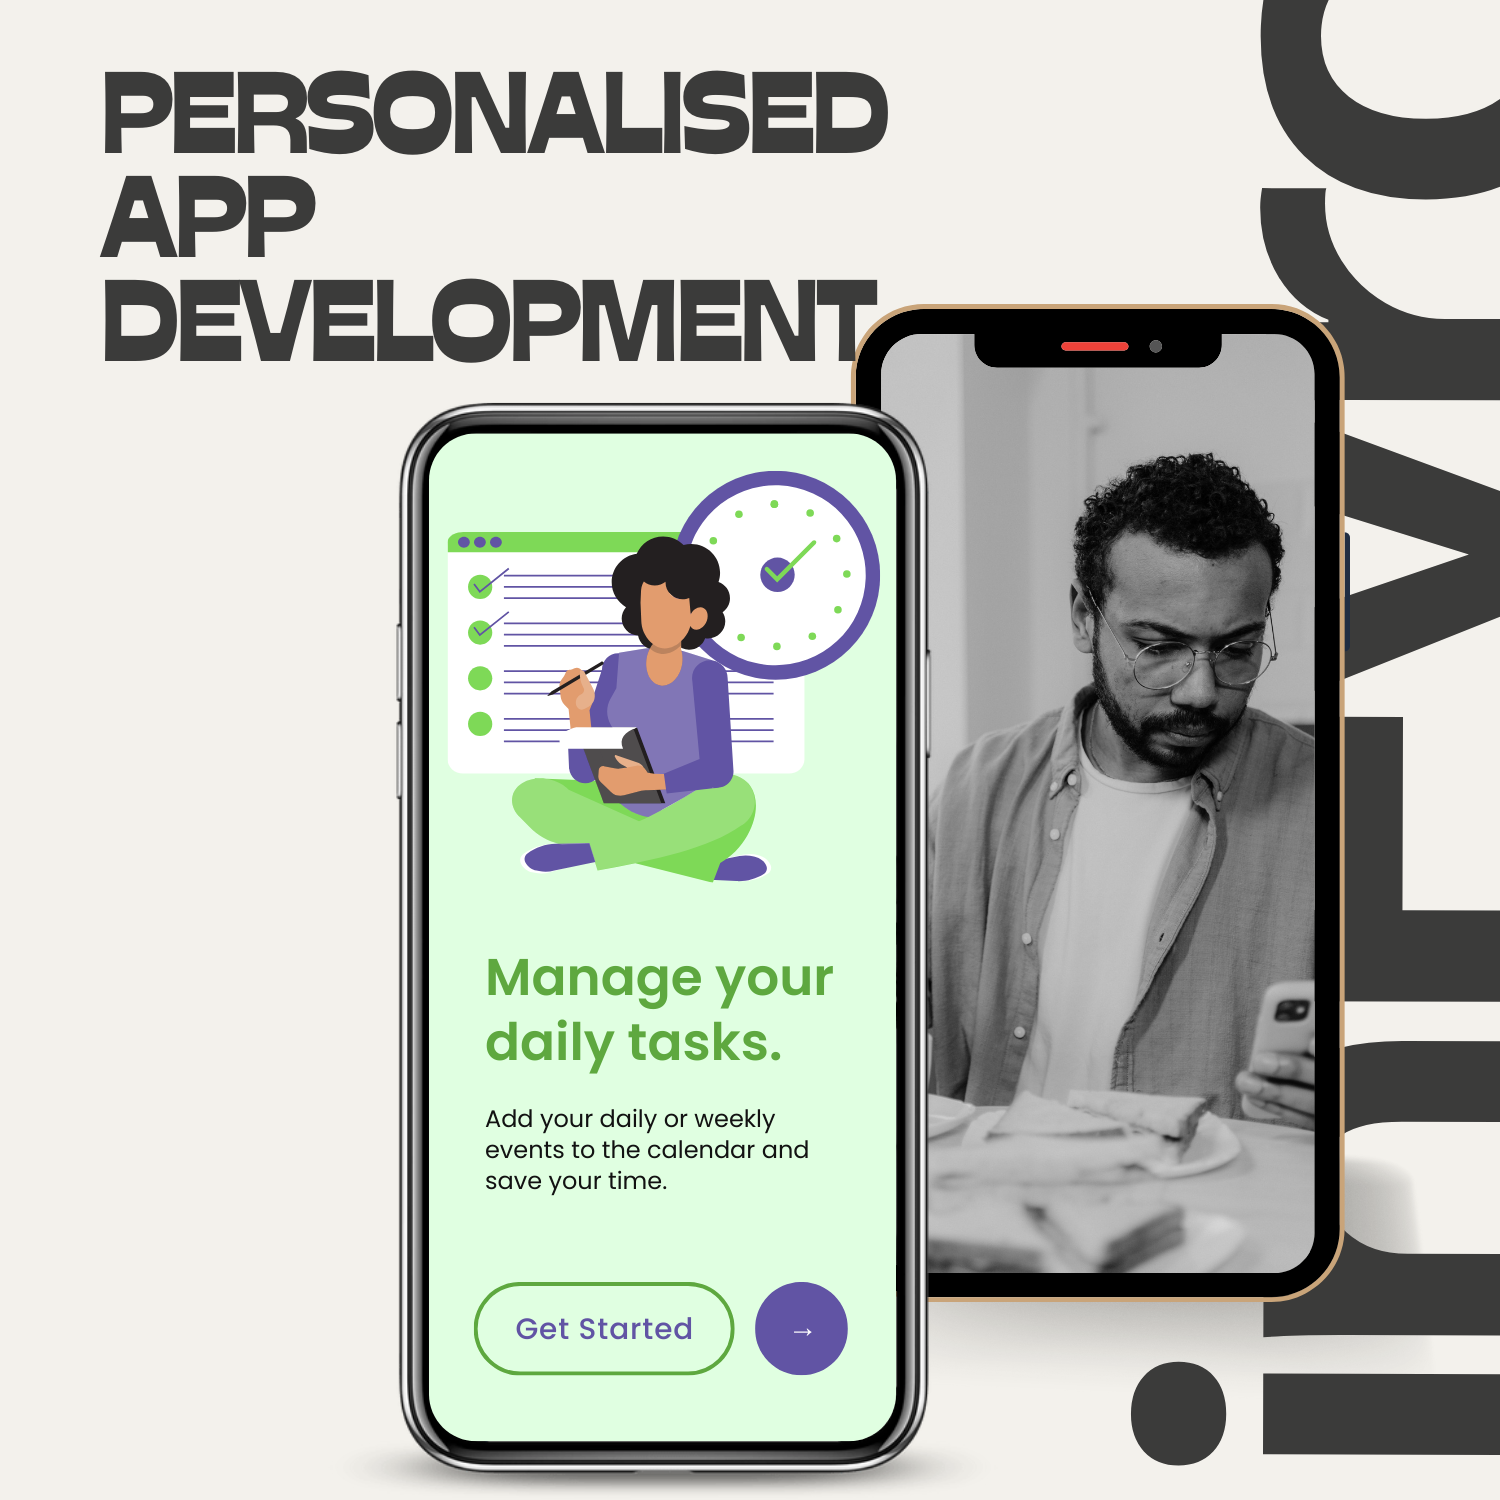 PERSONALISED
APP
DEVELOPMENT
Manage your
daily tasks.
Add your daily or weekly
events to the calendar and
save your time.
Get Started →